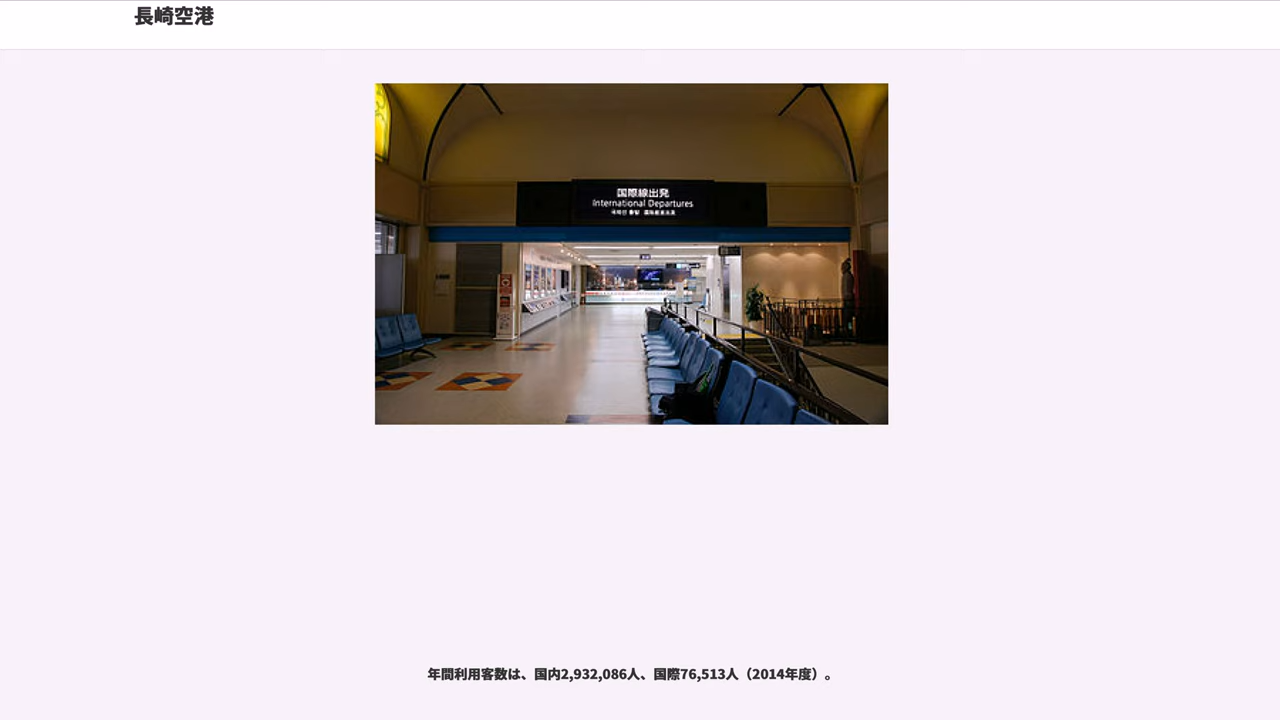 長崎空港
国際線出発
International Departures
年間利用客数は、国内2,932,086人、国際76,513人（2014年度）。